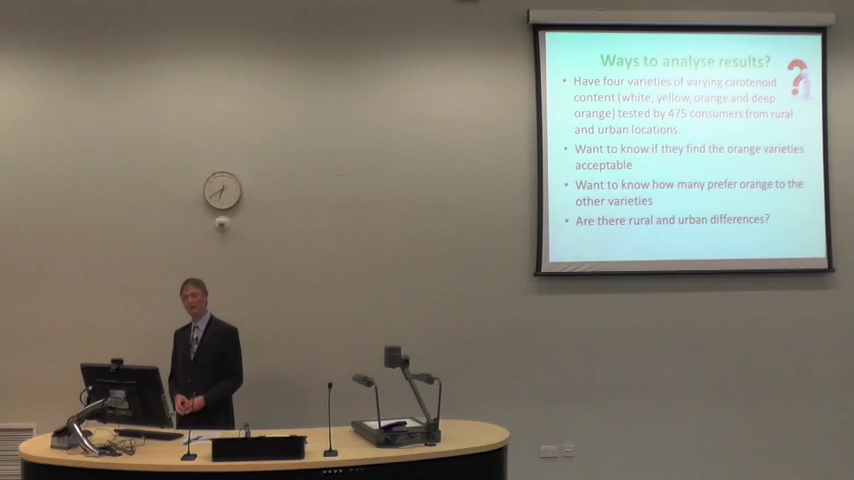 Ways to analyse results?
• Have four varieties of varying carotenoid
content (white, yellow, orange and deep
orange) tested by 475 consumers from rural
and urban locations.
• Want to know if they find the orange varieties
acceptable
• Want to know how many prefer orange to the
other varieties
• Are there rural and urban differences?